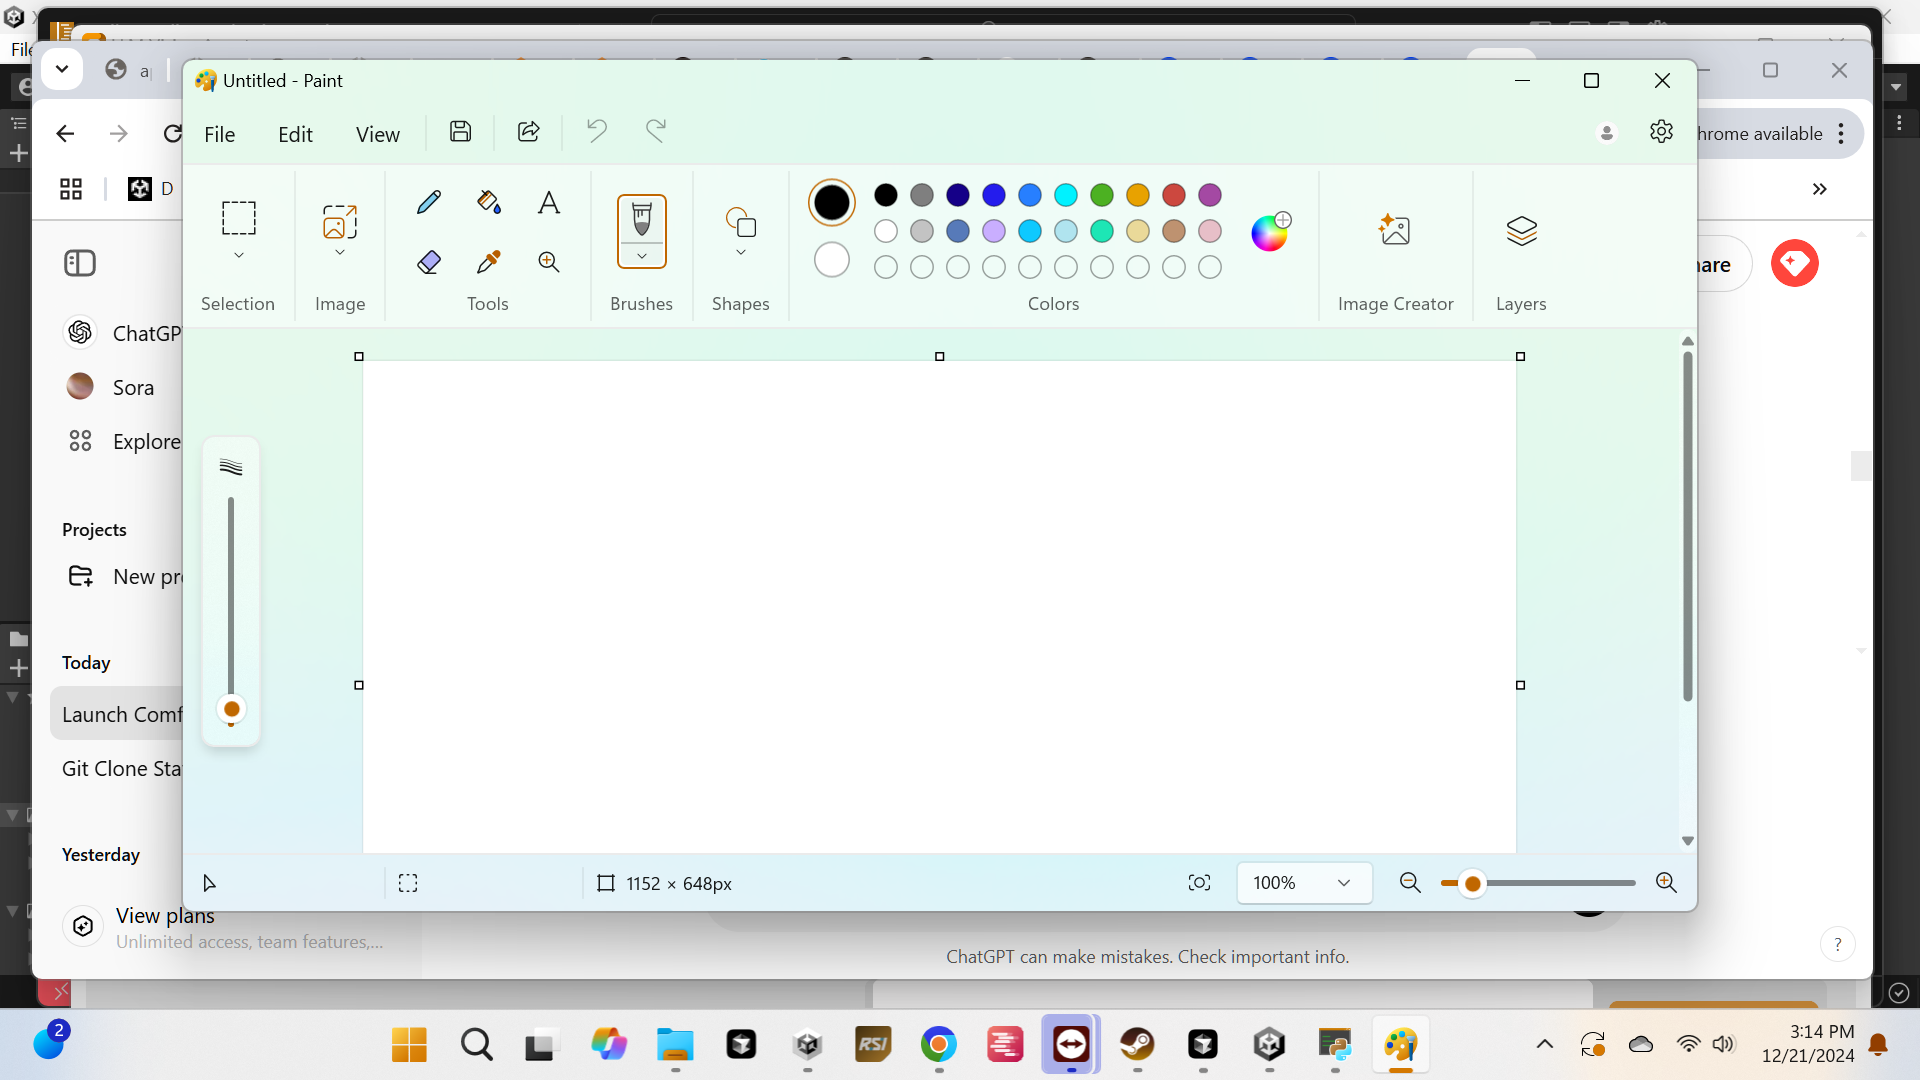 File
Untitled - Paint
File
Edit
View
hrome available
D
Selection
Image
Tools
Brushes
Shapes
Colors
Image Creator
Layers
are
ChatGP
Sora
Explore
Projects
New pr
Today
Launch Comf
Git Clone Sta
Yesterday
1152 × 648px
100%
View plans
Unlimited access, team features,...
ChatGPT can make mistakes. Check important info.
?
2
RSI
3:14 PM
12/21/2024